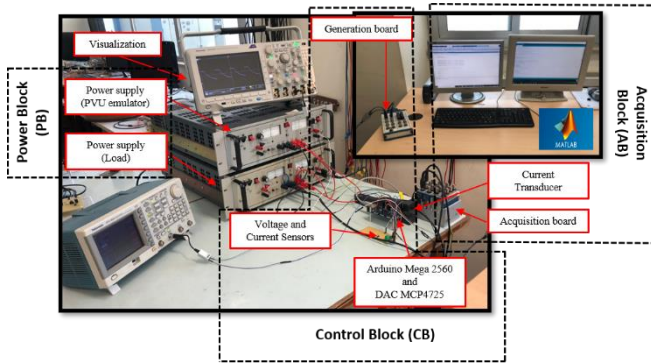 Visualization
Generation board
Power supply
(PVU emulator)
Power supply
(Load)
Power Block
(PB)
Acquisition
Block (AB)
MATLAB
Current
Transducer
Acquisition board
Voltage and
Current Sensors
Arduino Mega 2560
and
DAC MCP4725
Control Block (CB)